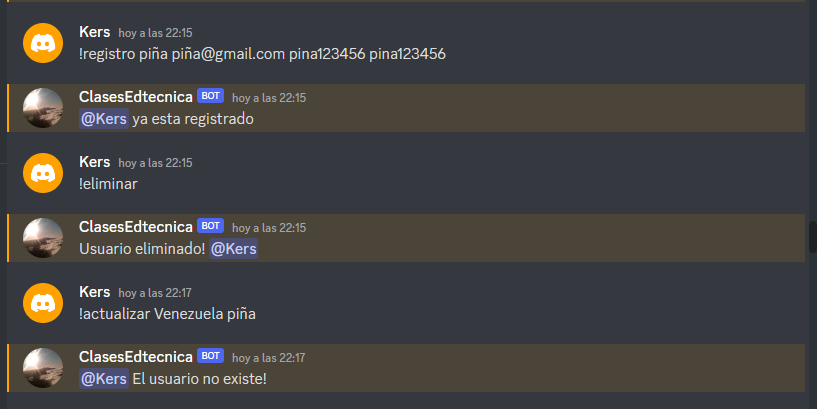 Kers hoy a las 22:15
!registro piña piña@gmail.com pina123456 pina123456
ClasesEdtecnica BOT hoy a las 22:15
@Kers ya esta registrado
Kers hoy a las 22:15
!eliminar
ClasesEdtecnica BOT hoy a las 22:15
Usuario eliminado! @Kers
Kers hoy a las 22:17
!actualizar Venezuela piña
ClasesEdtecnica BOT hoy a las 22:17
@Kers El usuario no existe!